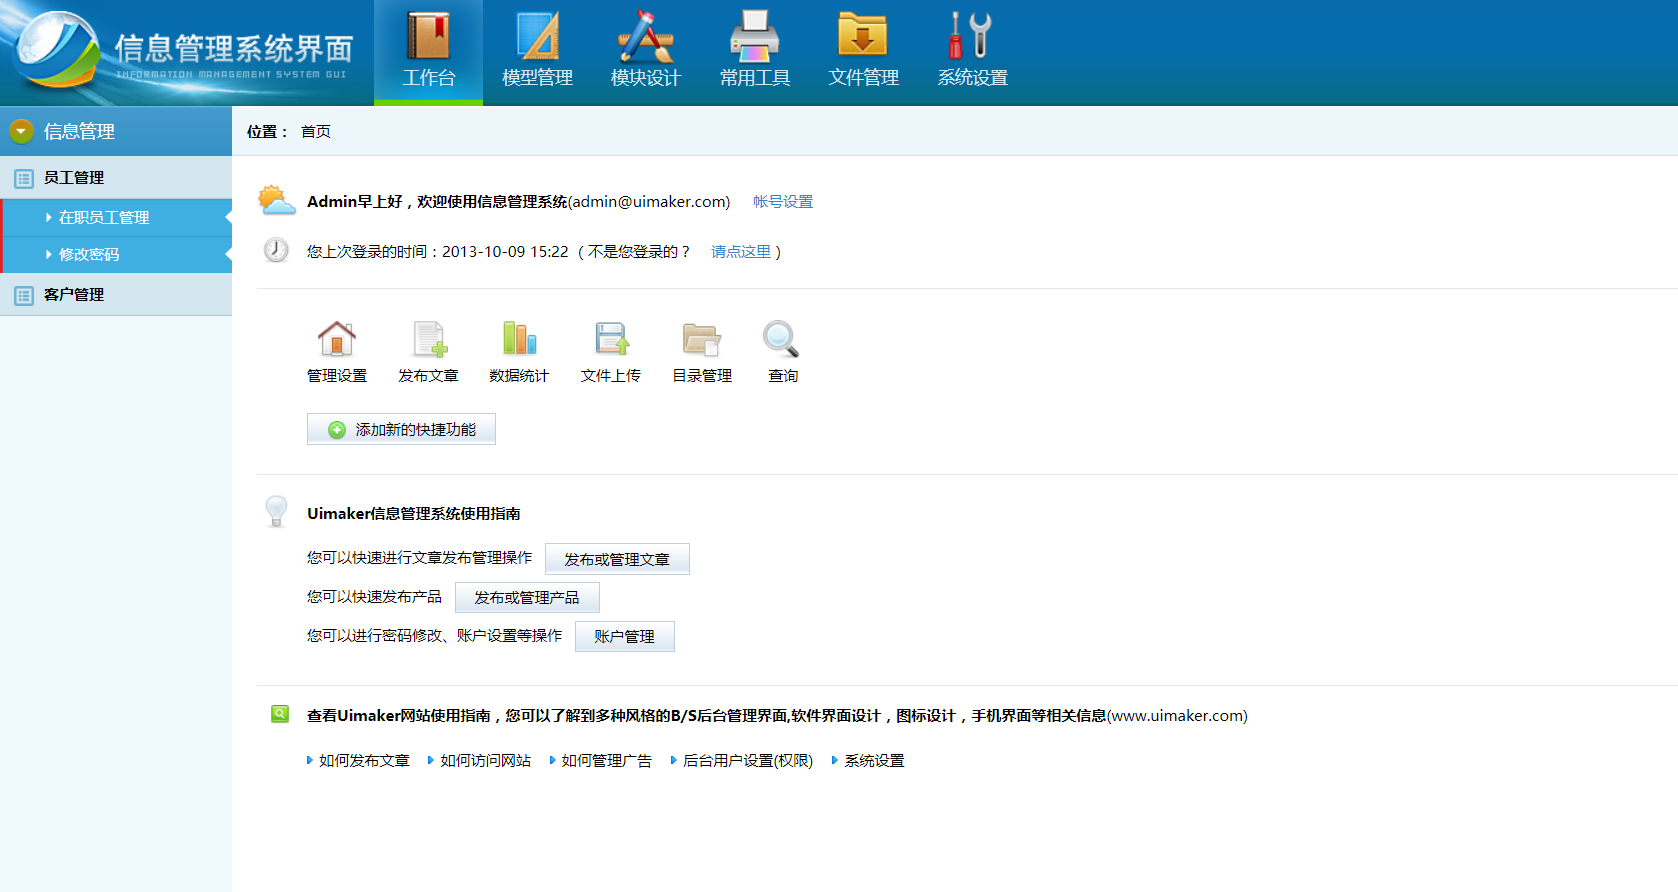 信息管理系统界面
INFORMATION MANAGEMENT SYSTEM GUI
工作台
模型管理
模块设计
常用工具
文件管理
系统设置
信息管理
员工管理
在职员工管理
修改密码
客户管理
位置： 首页
Admin早上好，欢迎使用信息管理系统(admin@uimaker.com) 帐号设置
您上次登录的时间：2013-10-09 15:22 （不是您登录的？ 请点这里）
管理设置
发布文章
数据统计
文件上传
目录管理
查询
添加新的快捷功能
Uimaker信息管理系统使用指南
您可以快速进行文章发布管理操作 发布或管理文章
您可以快速发布产品 发布或管理产品
您可以进行密码修改、账户设置等操作 账户管理
查看Uimaker网站使用指南，您可以了解到多种风格的B/S后台管理界面,软件界面设计，图标设计，手机界面等相关信息(www.uimaker.com)
如何发布文章 如何访问网站 如何管理广告 后台用户设置(权限) 系统设置